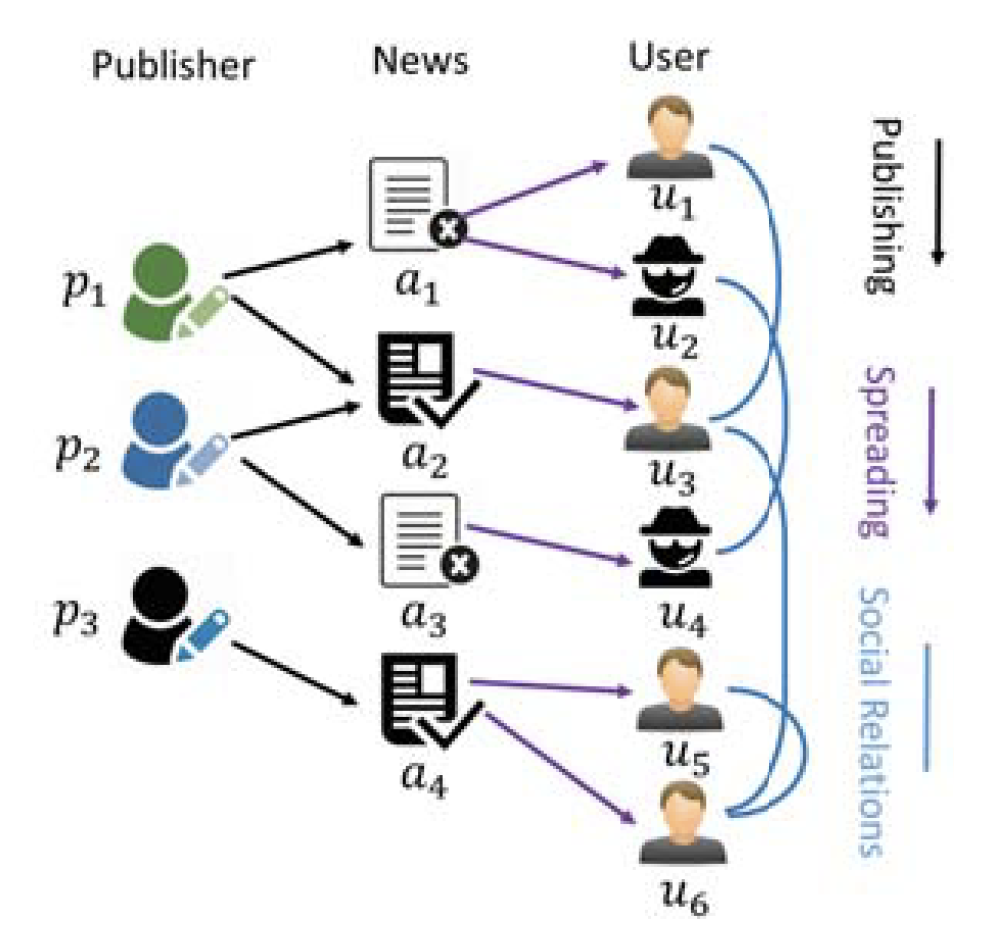 Publisher
News
User
p₁
p₂
p₃
a₁
a₂
a₃
a₄
u₁
u₂
u₃
u₄
u₅
u₆
Publishing
Spreading
Social Relations